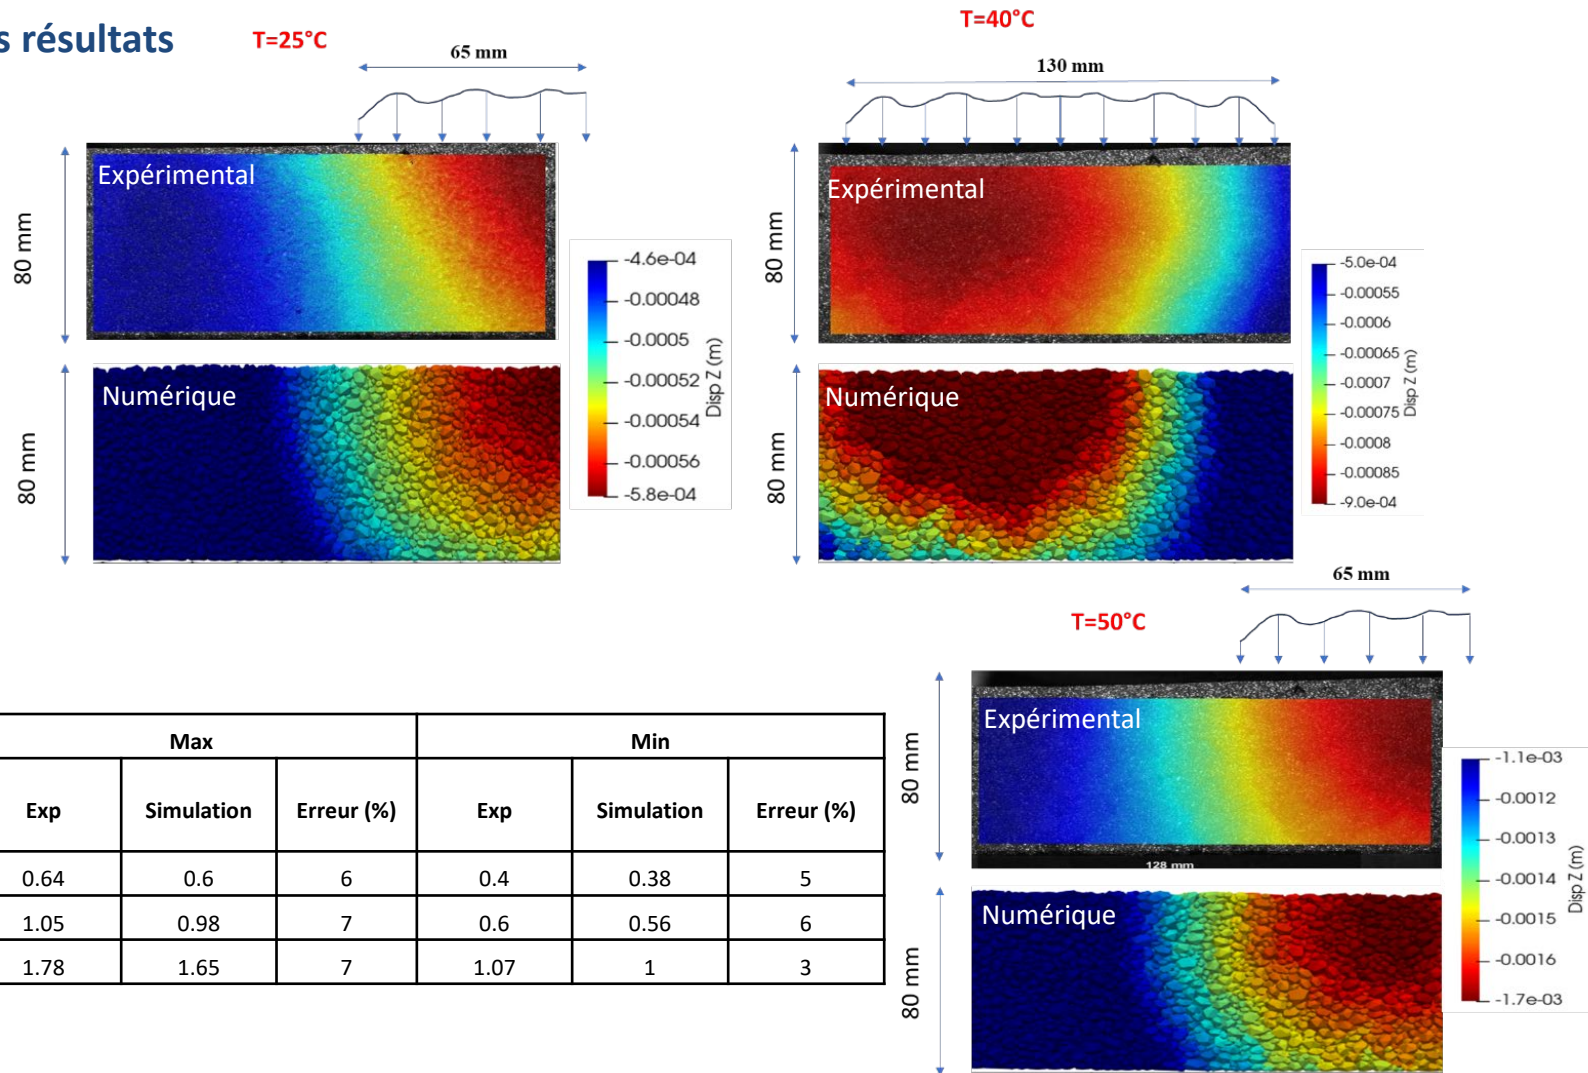 s résultats
T=25°C
65 mm
80 mm
Expérimental
80 mm
Numérique
-4.6e-04
-0.00048
-0.0005
-0.00052
-0.00054
-0.00056
-5.8e-04
Disp Z (m)
T=40°C
130 mm
80 mm
Expérimental
80 mm
Numérique
-5.0e-04
-0.00055
-0.0006
-0.00065
-0.0007
-0.00075
-0.0008
-0.00085
-9.0e-04
Disp Z (m)
T=50°C
65 mm
80 mm
Expérimental
128 mm
80 mm
Numérique
-1.1e-03
-0.0012
-0.0013
-0.0014
-0.0015
-0.0016
-1.7e-03
Disp Z (m)
Max Min
Exp Simulation Erreur (%) Exp Simulation Erreur (%)
0.64 0.6 6 0.4 0.38 5
1.05 0.98 7 0.6 0.56 6
1.78 1.65 7 1.07 1 3